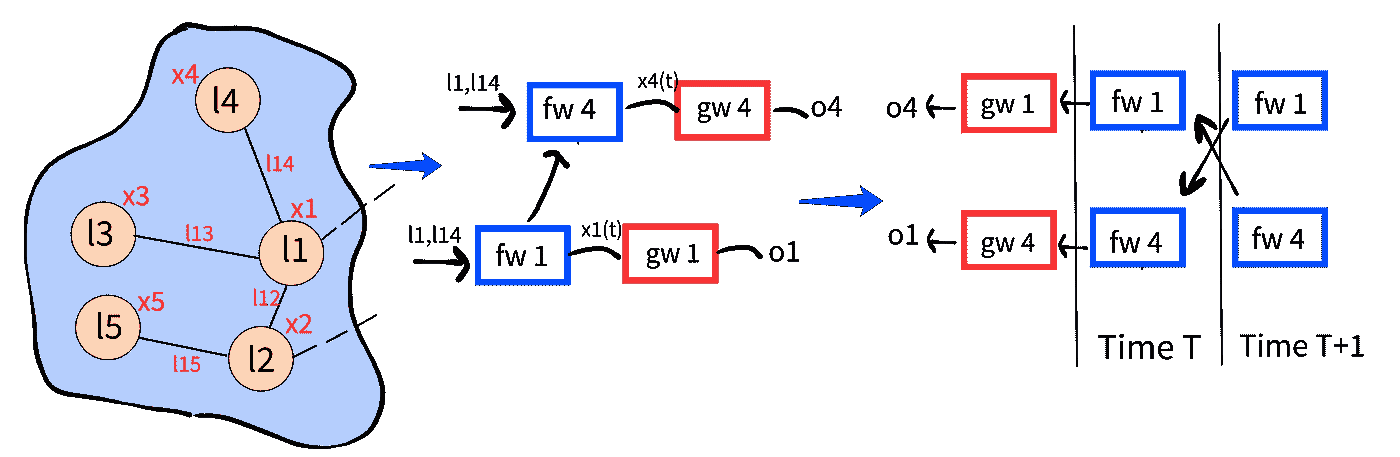 x4
l4
l14
x3
l3
l13
x1
l1
l12
x5
l5
l15
x2
l2
l1,l14
fw 4
x4(t)
gw 4
o4
l1,l14
fw 1
x1(t)
gw 1
o1
o4
gw 1
fw 1
fw 1
o1
gw 4
fw 4
fw 4
Time T
Time T+1